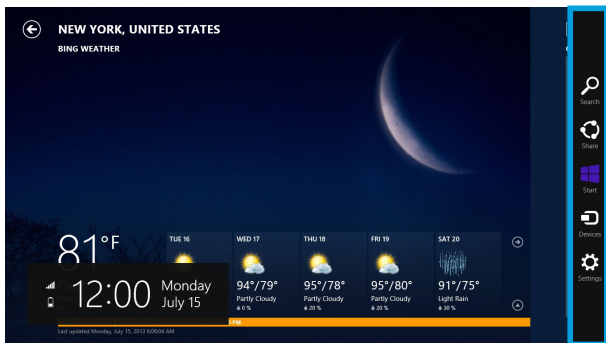 NEW YORK, UNITED STATES
BING WEATHER
Search
Share
Start
Devices
Settings
81°F
TUE 16
WED 17
94°/79°
Partly Cloudy
0 %
THU 18
95°/78°
Partly Cloudy
20 %
FRI 19
95°/80°
Partly Cloudy
20 %
SAT 20
91°/75°
Light Rain
30 %
12:00
Monday
July 15
PM
Last updated Monday, July 15, 2013 6:06:04 AM